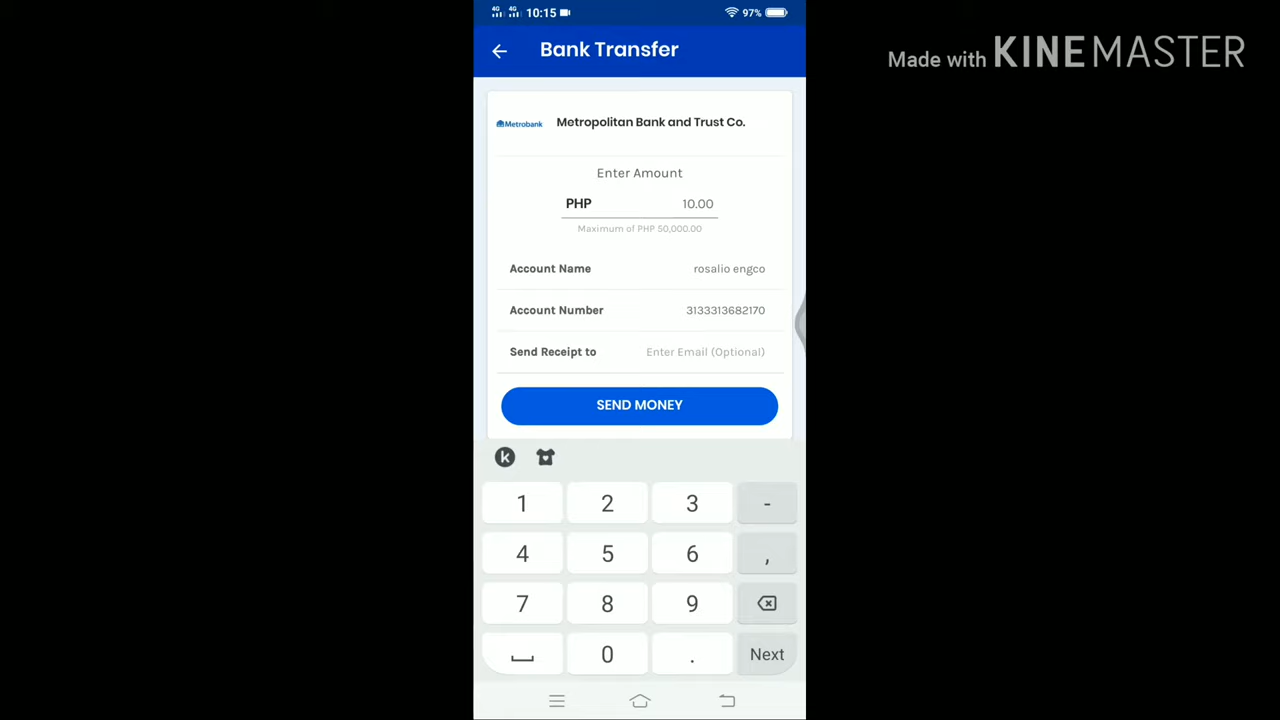 4G 4G 10:15 97%
Made with KINEMASTER
Bank Transfer
Metrobank Metropolitan Bank and Trust Co.
Enter Amount
PHP 10.00
Maximum of PHP 50,000.00
Account Name rosalio engco
Account Number 3133313682170
Send Receipt to Enter Email (Optional)
SEND MONEY
k
1 2 3 -
4 5 6 ,
7 8 9
0 . Next